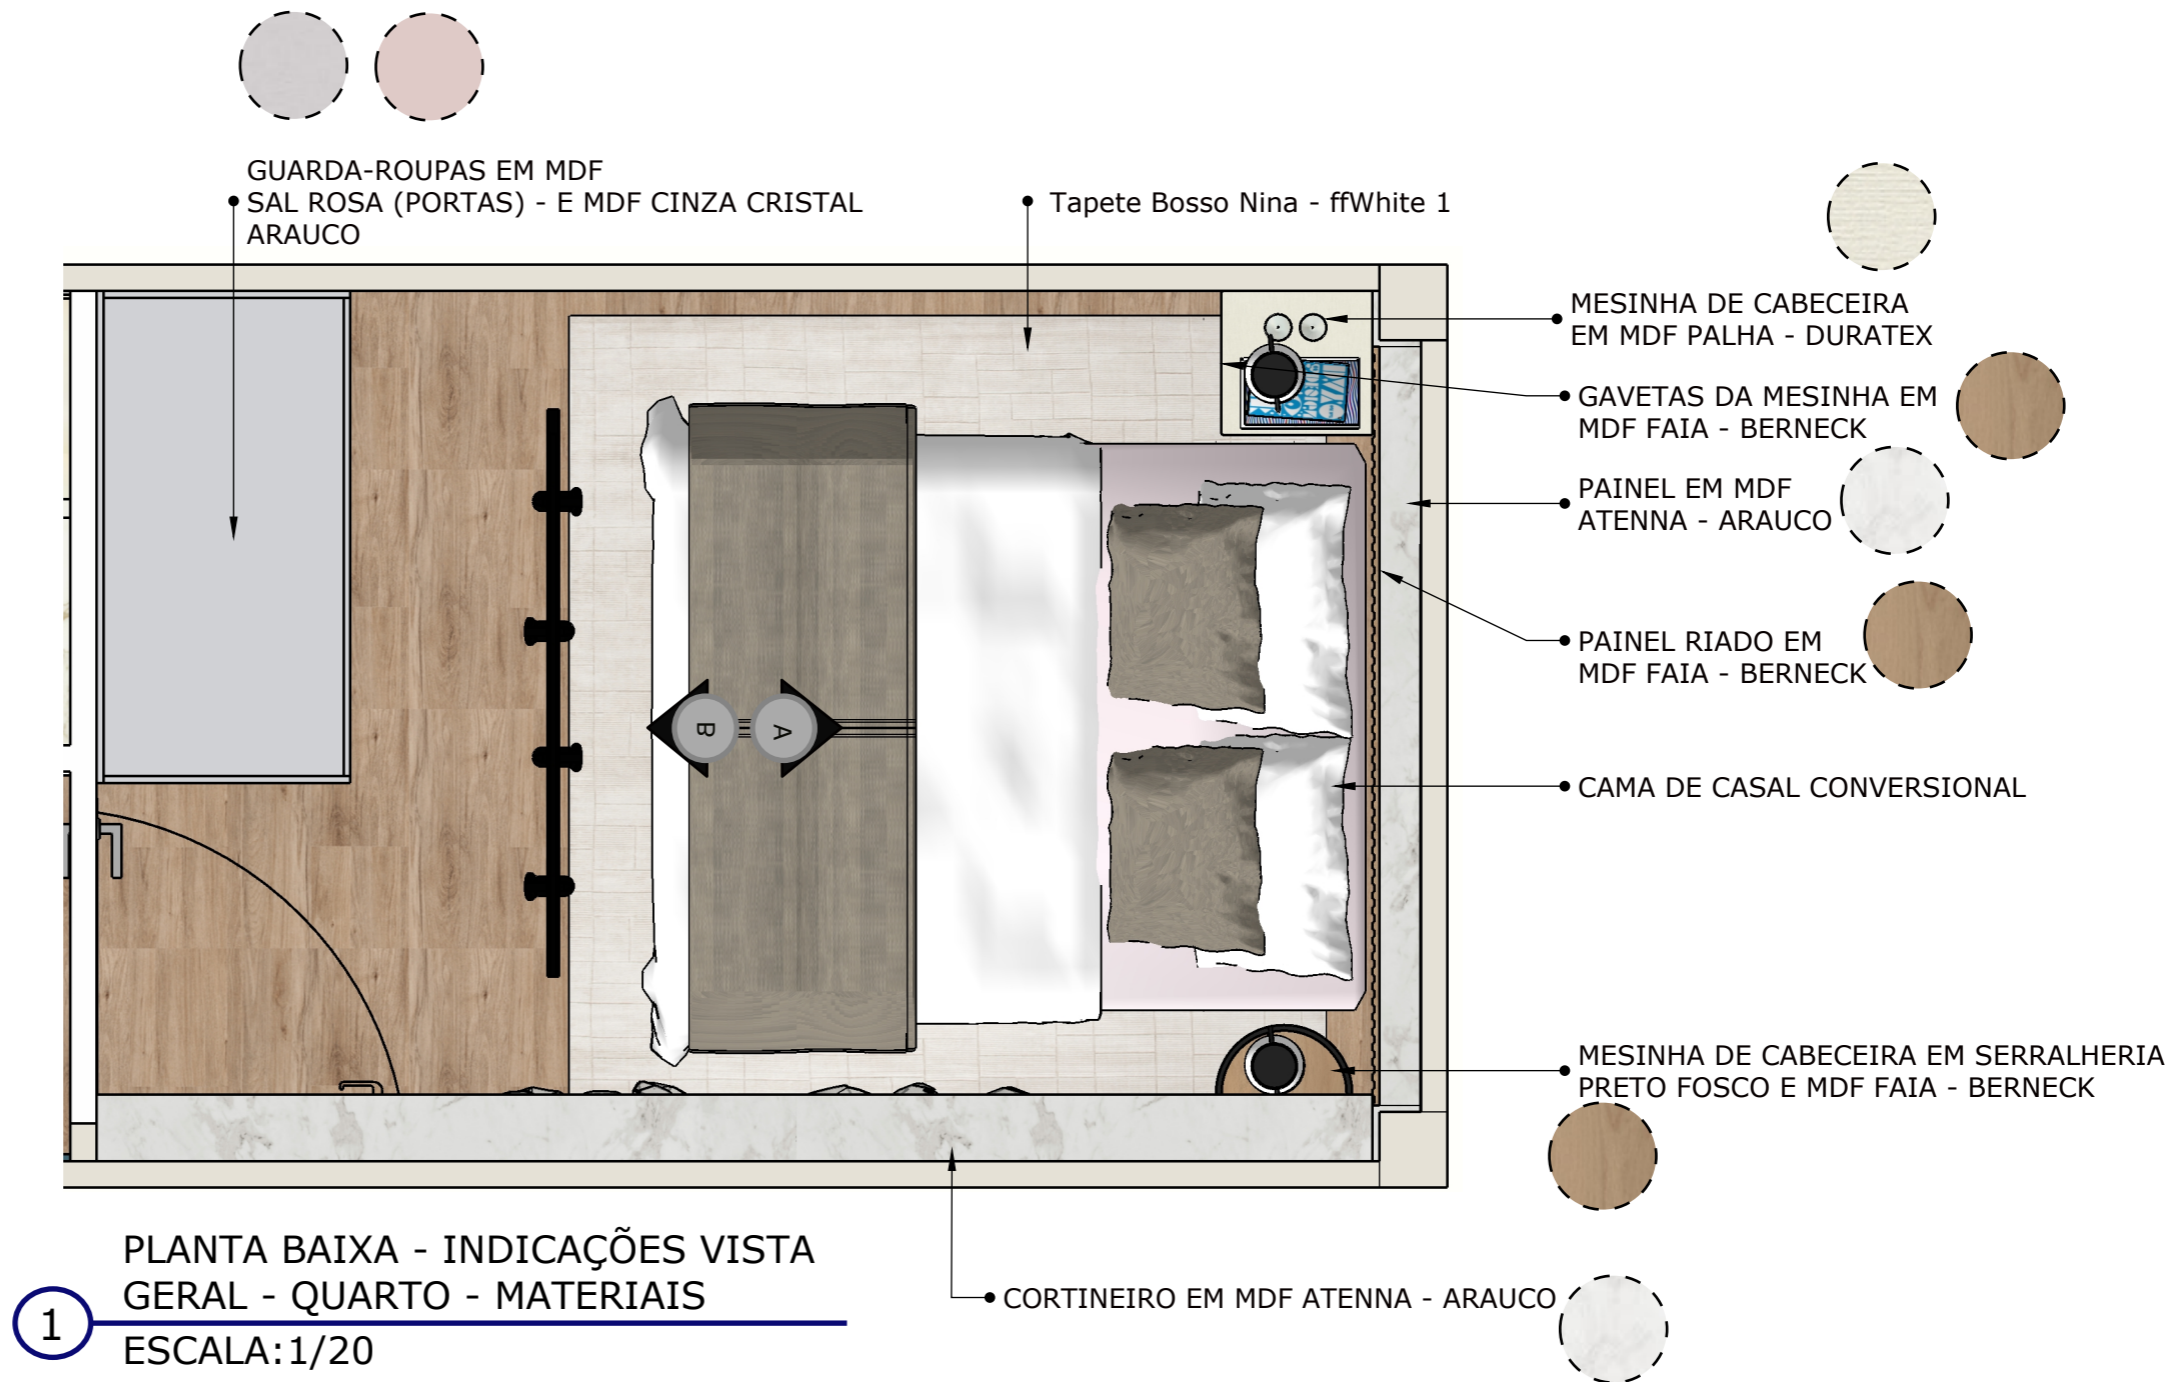 GUARDA-ROUPAS EM MDF
SAL ROSA (PORTAS) - E MDF CINZA CRISTAL
ARAUCO
Tapete Bosso Nina - ffWhite 1
MESINHA DE CABECEIRA
EM MDF PALHA - DURATEX
GAVETAS DA MESINHA EM
MDF FAIA - BERNECK
PAINEL EM MDF
ATENNA - ARAUCO
PAINEL RIADO EM
MDF FAIA - BERNECK
B
A
CAMA DE CASAL CONVERSIONAL
MESINHA DE CABECEIRA EM SERRALHERIA
PRETO FOSCO E MDF FAIA - BERNECK
CORTINEIRO EM MDF ATENNA - ARAUCO
1
PLANTA BAIXA - INDICAÇÕES VISTA
GERAL - QUARTO - MATERIAIS
ESCALA:1/20